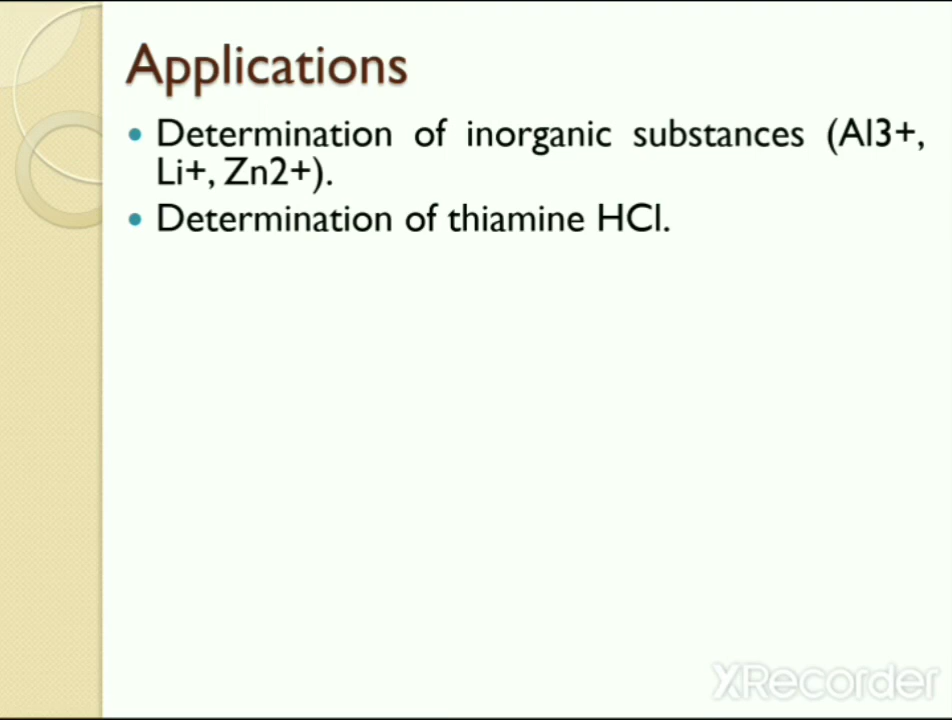 Applications
• Determination of inorganic substances (Al3+,
Li+, Zn2+).
• Determination of thiamine HCl.
XRecorder